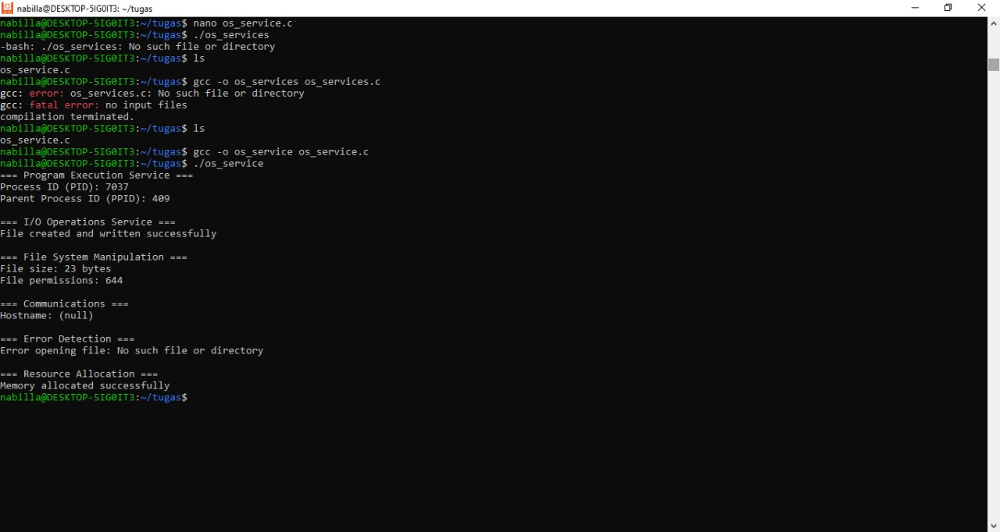 nabilla@DESKTOP-5IG0IT3: ~/tugas
nabilla@DESKTOP-5IG0IT3:~/tugas$ nano os_service.c
nabilla@DESKTOP-5IG0IT3:~/tugas$ ./os_services
-bash: ./os_services: No such file or directory
nabilla@DESKTOP-5IG0IT3:~/tugas$ ls
os_service.c
nabilla@DESKTOP-5IG0IT3:~/tugas$ gcc -o os_services os_services.c
gcc: error: os_services.c: No such file or directory
gcc: fatal error: no input files
compilation terminated.
nabilla@DESKTOP-5IG0IT3:~/tugas$ ls
os_service.c
nabilla@DESKTOP-5IG0IT3:~/tugas$ gcc -o os_service os_service.c
nabilla@DESKTOP-5IG0IT3:~/tugas$ ./os_service
=== Program Execution Service ===
Process ID (PID): 7037
Parent Process ID (PPID): 409
=== I/O Operations Service ===
File created and written successfully
=== File System Manipulation ===
File size: 23 bytes
File permissions: 644
=== Communications ===
Hostname: (null)
=== Error Detection ===
Error opening file: No such file or directory
=== Resource Allocation ===
Memory allocated successfully
nabilla@DESKTOP-5IG0IT3:~/tugas$